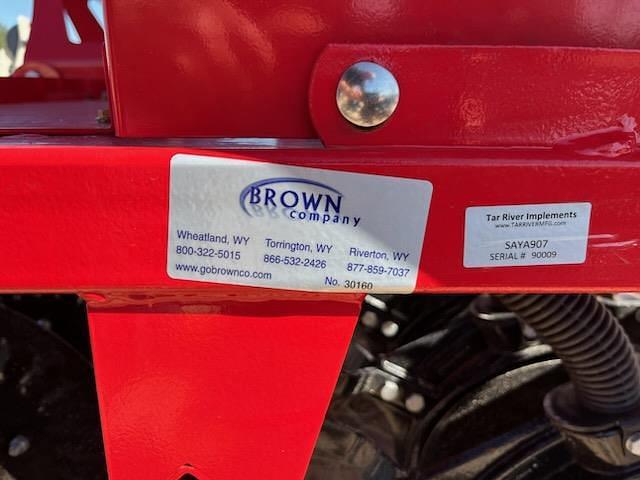 BROWN
company
Wheatland, WY
800-322-5015
Torrington, WY
866-532-2426
Riverton, WY
877-859-7037
www.gobrownco.com
No. 30160
Tar River Implements
www.TARRIVERMFG.com
SAYA907
SERIAL # 90009